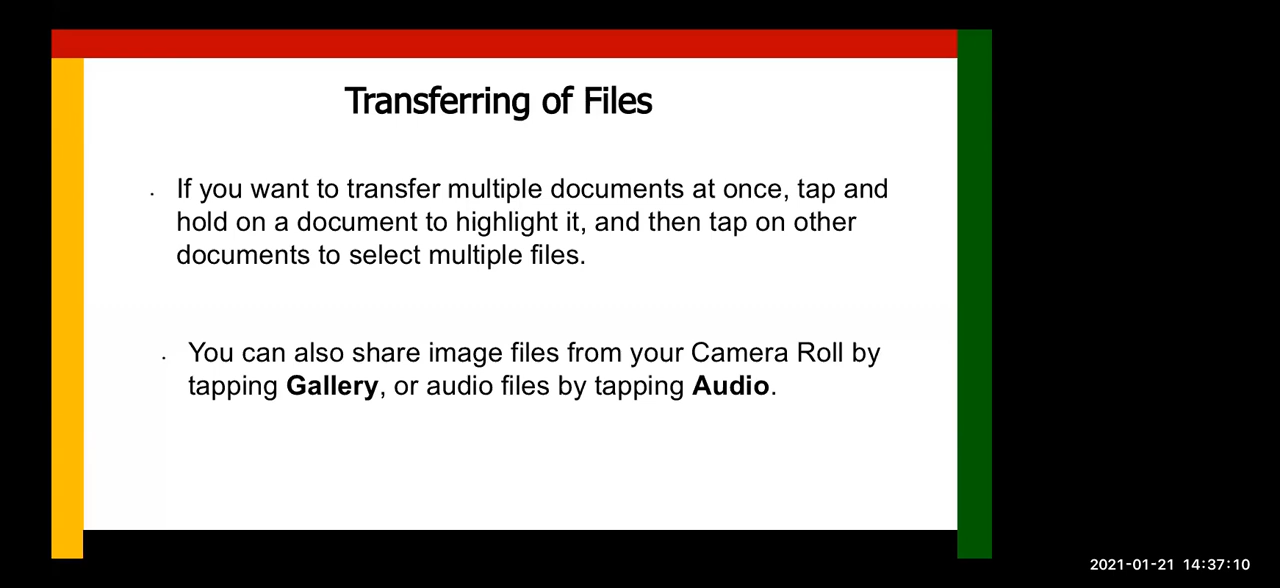 Transferring of Files
· If you want to transfer multiple documents at once, tap and
hold on a document to highlight it, and then tap on other
documents to select multiple files.
· You can also share image files from your Camera Roll by
tapping Gallery, or audio files by tapping Audio.
2021-01-21 14:37:10